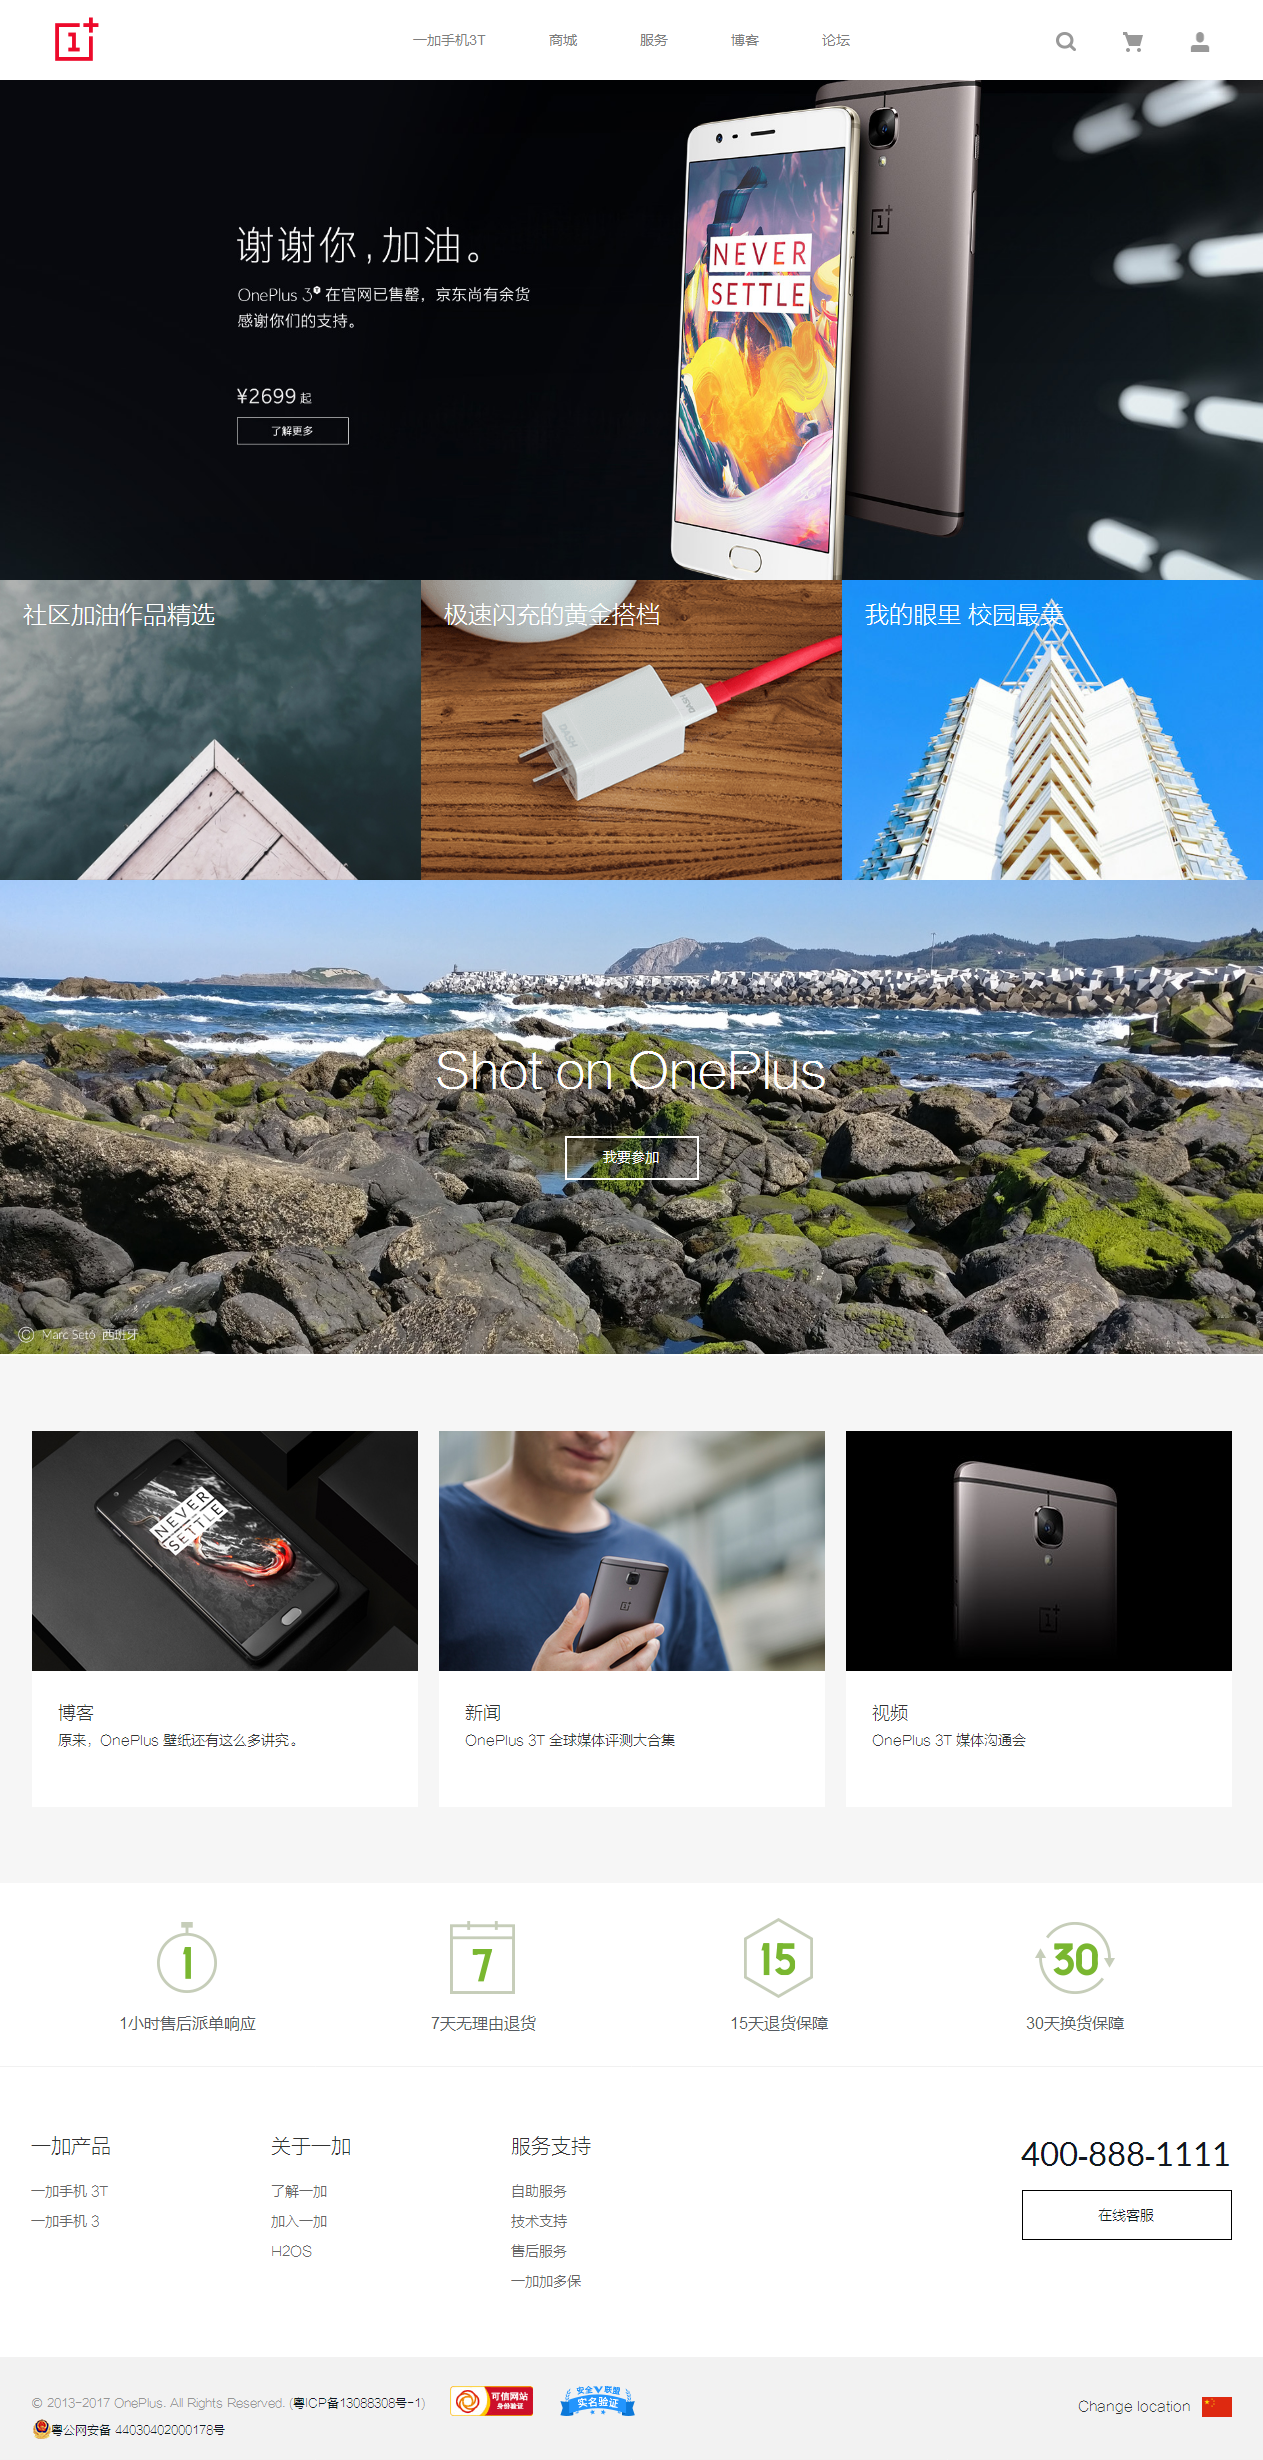 一加手机3T
商城
服务
博客
论坛
谢谢你,加油。
OnePlus 3T 在官网已售罄，京东尚有余货
感谢你们的支持。
¥2699 起
了解更多
NEVER
SETTLE
社区加油作品精选
极速闪充的黄金搭档
我的眼里 校园最美
DASH
DASH
Shot on OnePlus
我要参加
© Marc Seto 西班牙
NEVER
SETTLE
博客
原来，OnePlus 壁纸还有这么多讲究。
新闻
OnePlus 3T 全球媒体评测大合集
视频
OnePlus 3T 媒体沟通会
1
7
15
30
1小时售后派单响应
7天无理由退货
15天退货保障
30天换货保障
一加产品
一加手机 3T
一加手机 3
关于一加
了解一加
加入一加
H2OS
服务支持
自助服务
技术支持
售后服务
一加加多保
400-888-1111
在线客服
© 2013-2017 OnePlus. All Rights Reserved. (粤ICP备13088308号-1)
可信网站
身份验证
安全V联盟
实名验证
粤公网安备 44030402000178号
Change location